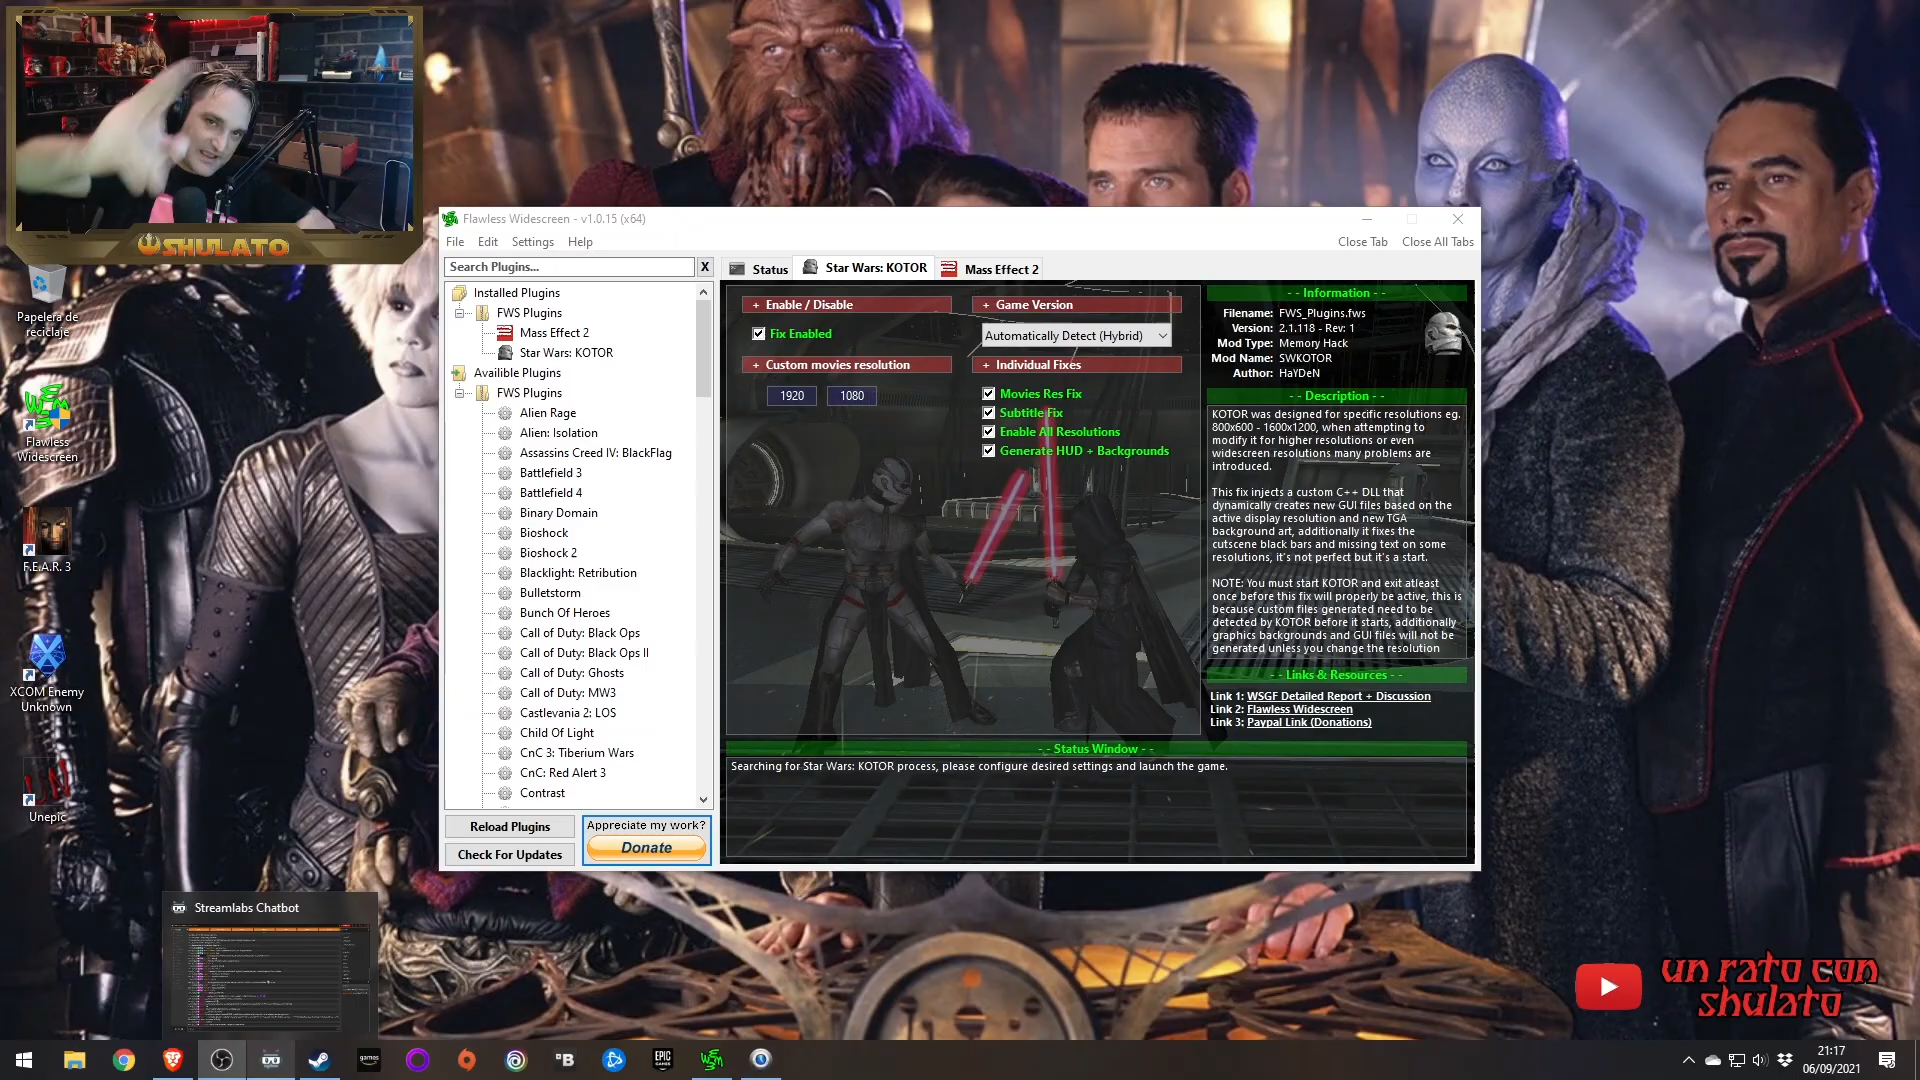 SHULATO
Papelera de
reciclaje
Flawless
Widescreen
F.E.A.R. 3
XCOM Enemy
Unknown
Unepic
Flawless Widescreen - v1.0.15 (x64)
File Edit Settings Help
Close Tab Close All Tabs
Search Plugins... X
Installed Plugins
FWS Plugins
Mass Effect 2
Star Wars: KOTOR
Availible Plugins
FWS Plugins
Alien Rage
Alien: Isolation
Assassins Creed IV: BlackFlag
Battlefield 3
Battlefield 4
Binary Domain
Bioshock
Bioshock 2
Blacklight: Retribution
Bulletstorm
Bunch Of Heroes
Call of Duty: Black Ops
Call of Duty: Black Ops II
Call of Duty: Ghosts
Call of Duty: MW3
Castlevania 2: LOS
Child Of Light
CnC 3: Tiberium Wars
CnC: Red Alert 3
Contrast
Reload Plugins
Check For Updates
Appreciate my work?
Donate
Status Star Wars: KOTOR Mass Effect 2
+ Enable / Disable
Fix Enabled
+ Custom movies resolution
1920 1080
+ Game Version
Automatically Detect (Hybrid)
+ Individual Fixes
Movies Res Fix
Subtitle Fix
Enable All Resolutions
Generate HUD + Backgrounds
- - Information - -
Filename: FWS_Plugins.fws
Version: 2.1.118 - Rev: 1
Mod Type: Memory Hack
Mod Name: SWKOTOR
Author: HaYDeN
- - Description - -
KOTOR was designed for specific resolutions eg.
800x600 - 1600x1200, when attempting to
modify it for higher resolutions or even
widescreen resolutions many problems are
introduced.
This fix injects a custom C++ DLL that
dynamically creates new GUI files based on the
active display resolution and new TGA
background art, additionally it fixes the
cutscene black bars and missing text on some
resolutions, it's not perfect but it's a start.
NOTE: You must start KOTOR and exit atleast
once before this fix will properly be active, this is
because custom files generated need to be
detected by KOTOR before it starts, additionally
graphics backgrounds and GUI files will not be
generated unless you change the resolution
- - Links & Resources - -
Link 1: WSGF Detailed Report + Discussion
Link 2: Flawless Widescreen
Link 3: Paypal Link (Donations)
- - Status Window - -
Searching for Star Wars: KOTOR process, please configure desired settings and launch the game.
Streamlabs Chatbot
un rato con
shulato
games
B
EPIC
GAMES
21:17
06/09/2021